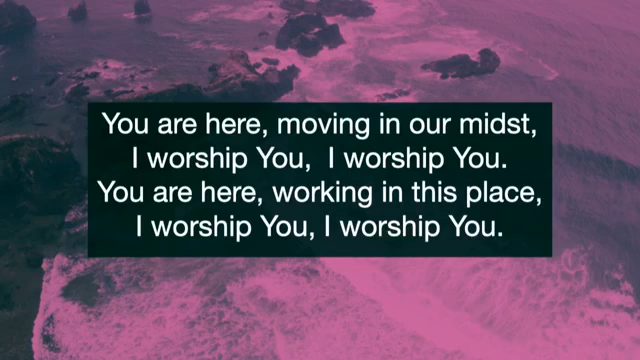 You are here, moving in our midst,
I worship You,  I worship You.
You are here, working in this place,
I worship You, I worship You.